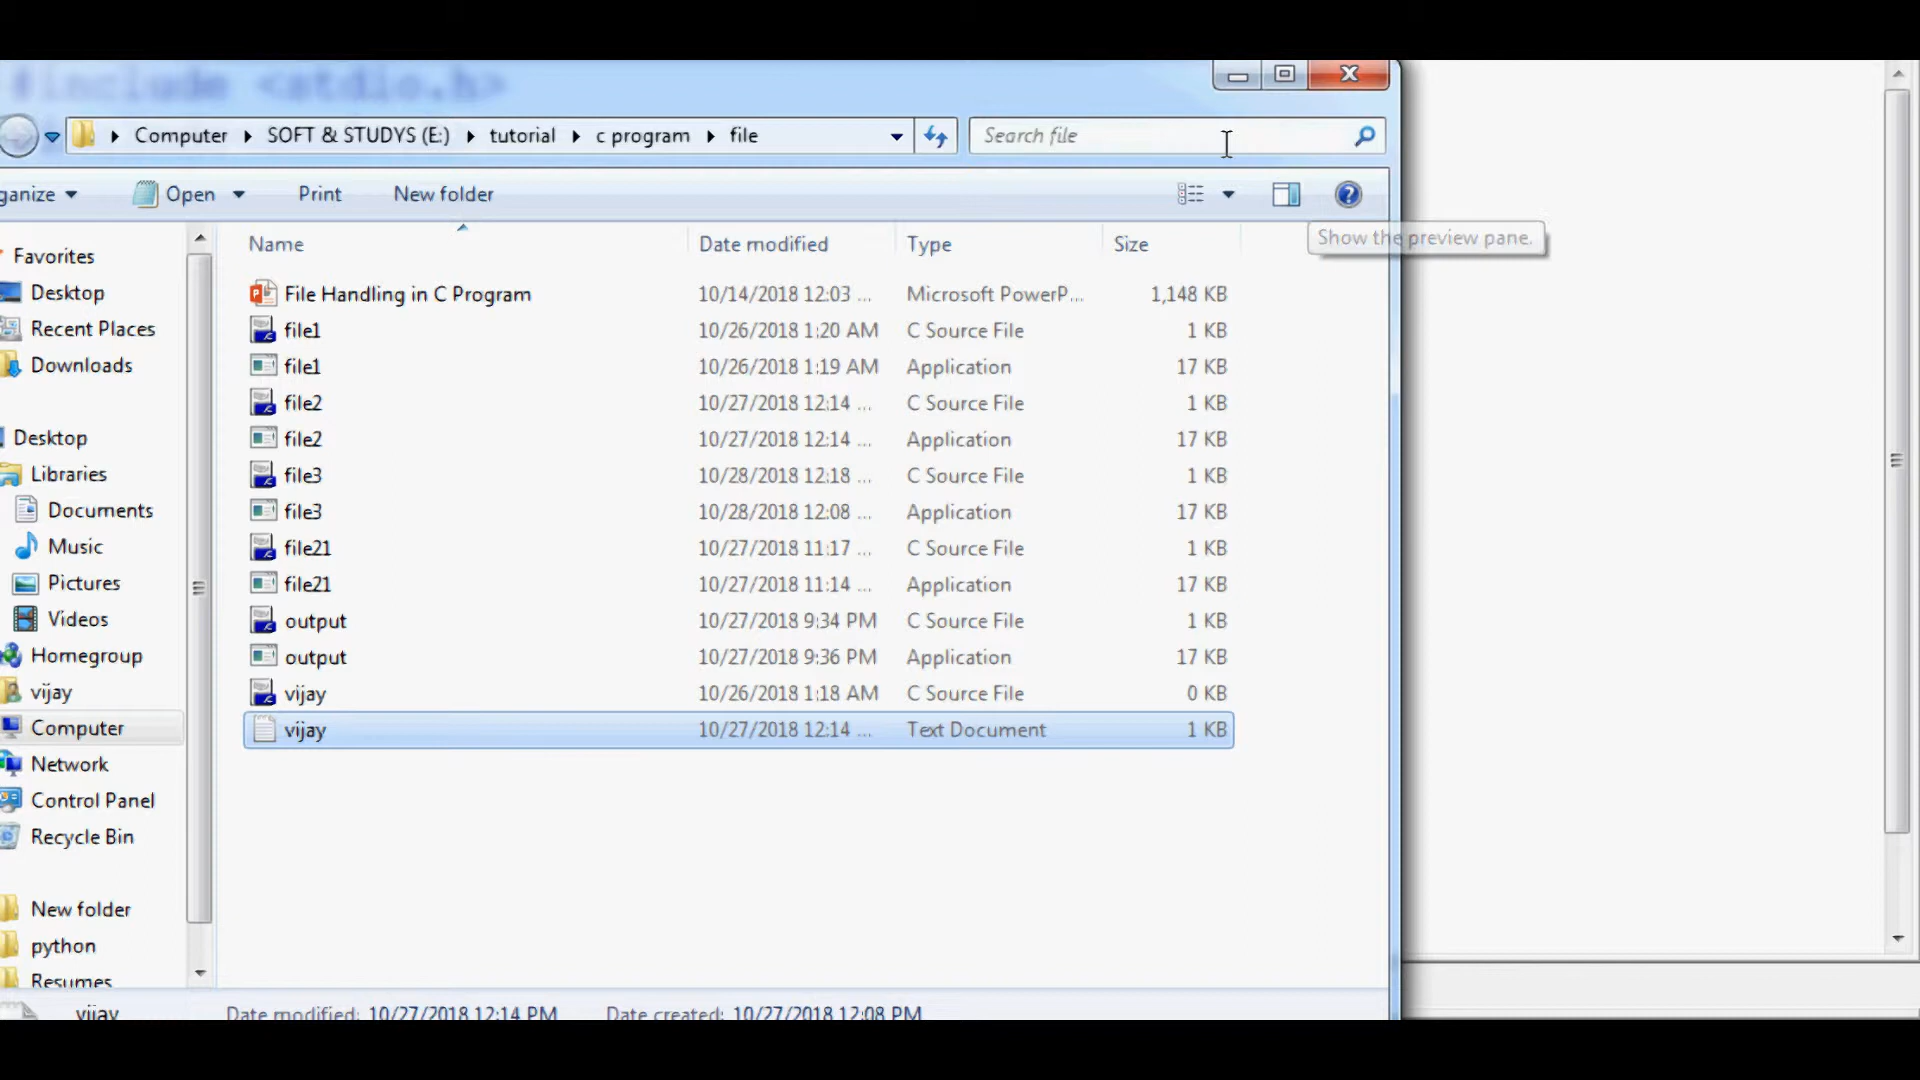 #include <stdio.h>
Computer SOFT & STUDYS (E:) tutorial c program file
Search file
ganize Open Print New folder
Show the preview pane.
Name Date modified Type Size
File Handling in C Program 10/14/2018 12:03 ... Microsoft PowerP... 1,148 KB
file1 10/26/2018 1:20 AM C Source File 1 KB
file1 10/26/2018 1:19 AM Application 17 KB
file2 10/27/2018 12:14 ... C Source File 1 KB
file2 10/27/2018 12:14 ... Application 17 KB
file3 10/28/2018 12:18 ... C Source File 1 KB
file3 10/28/2018 12:08 ... Application 17 KB
file21 10/27/2018 11:17 ... C Source File 1 KB
file21 10/27/2018 11:14 ... Application 17 KB
output 10/27/2018 9:34 PM C Source File 1 KB
output 10/27/2018 9:36 PM Application 17 KB
vijay 10/26/2018 1:18 AM C Source File 0 KB
vijay 10/27/2018 12:14 ... Text Document 1 KB
Favorites
Desktop
Recent Places
Downloads
Desktop
Libraries
Documents
Music
Pictures
Videos
Homegroup
vijay
Computer
Network
Control Panel
Recycle Bin
New folder
python
Resumes
vijay Date modified: 10/27/2018 12:14 PM Date created: 10/27/2018 12:08 PM